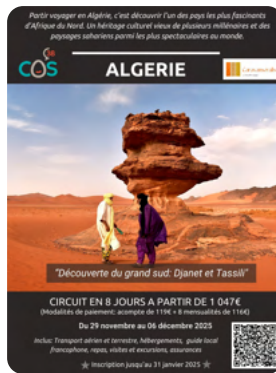 Partir voyager en Algérie, c'est découvrir l'un des pays les plus fascinants
d'Afrique du Nord. Un héritage culturel vieux de plusieurs millénaires et des
paysages sahariens parmi les plus spectaculaires au monde.
COS
ALGERIE
"Découverte du grand sud: Djanet et Tassili"
CIRCUIT EN 8 JOURS A PARTIR DE 1 047€
(Modalités de paiement: acompte de 119€ + 8 mensualités de 116€)
Du 29 novembre au 06 décembre 2025
Inclus: Transport aérien et terrestre, hébergements, guide local
francophone, repas, visites et excursions, assurances
Inscription jusqu'au 31 janvier 2025